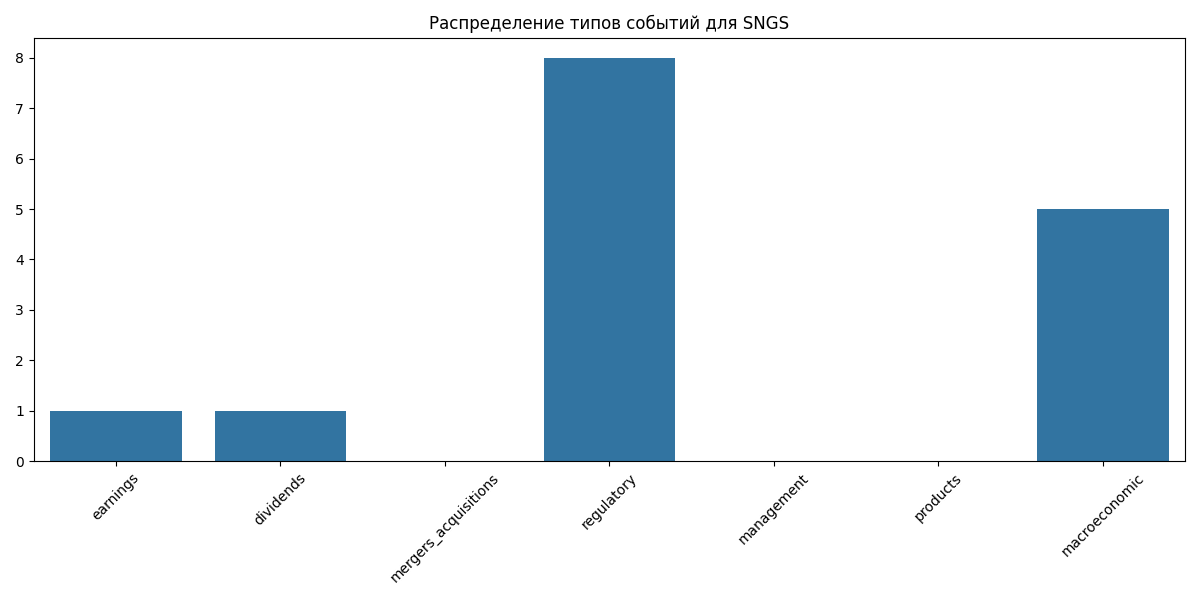 Распределение типов событий для SNGS
8
7
6
5
4
3
2
1
0
earnings
dividends
mergers_acquisitions
regulatory
management
products
macroeconomic